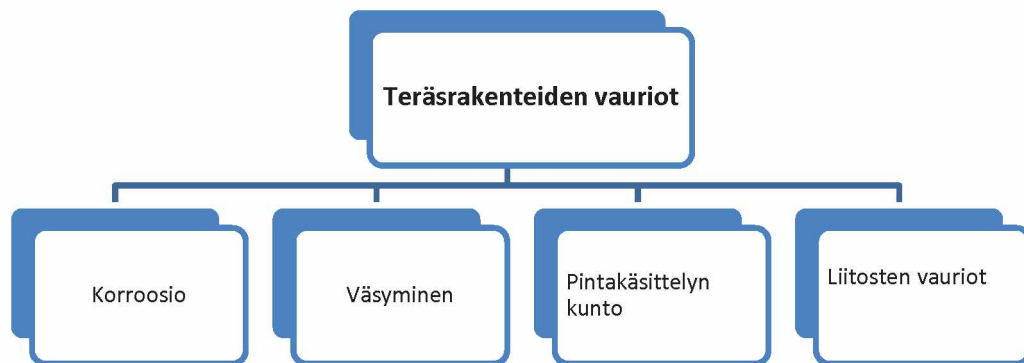 Teräsrakenteiden vauriot
Korroosio
Väsyminen
Pintakäsittelyn
kunto
Liitosten vauriot